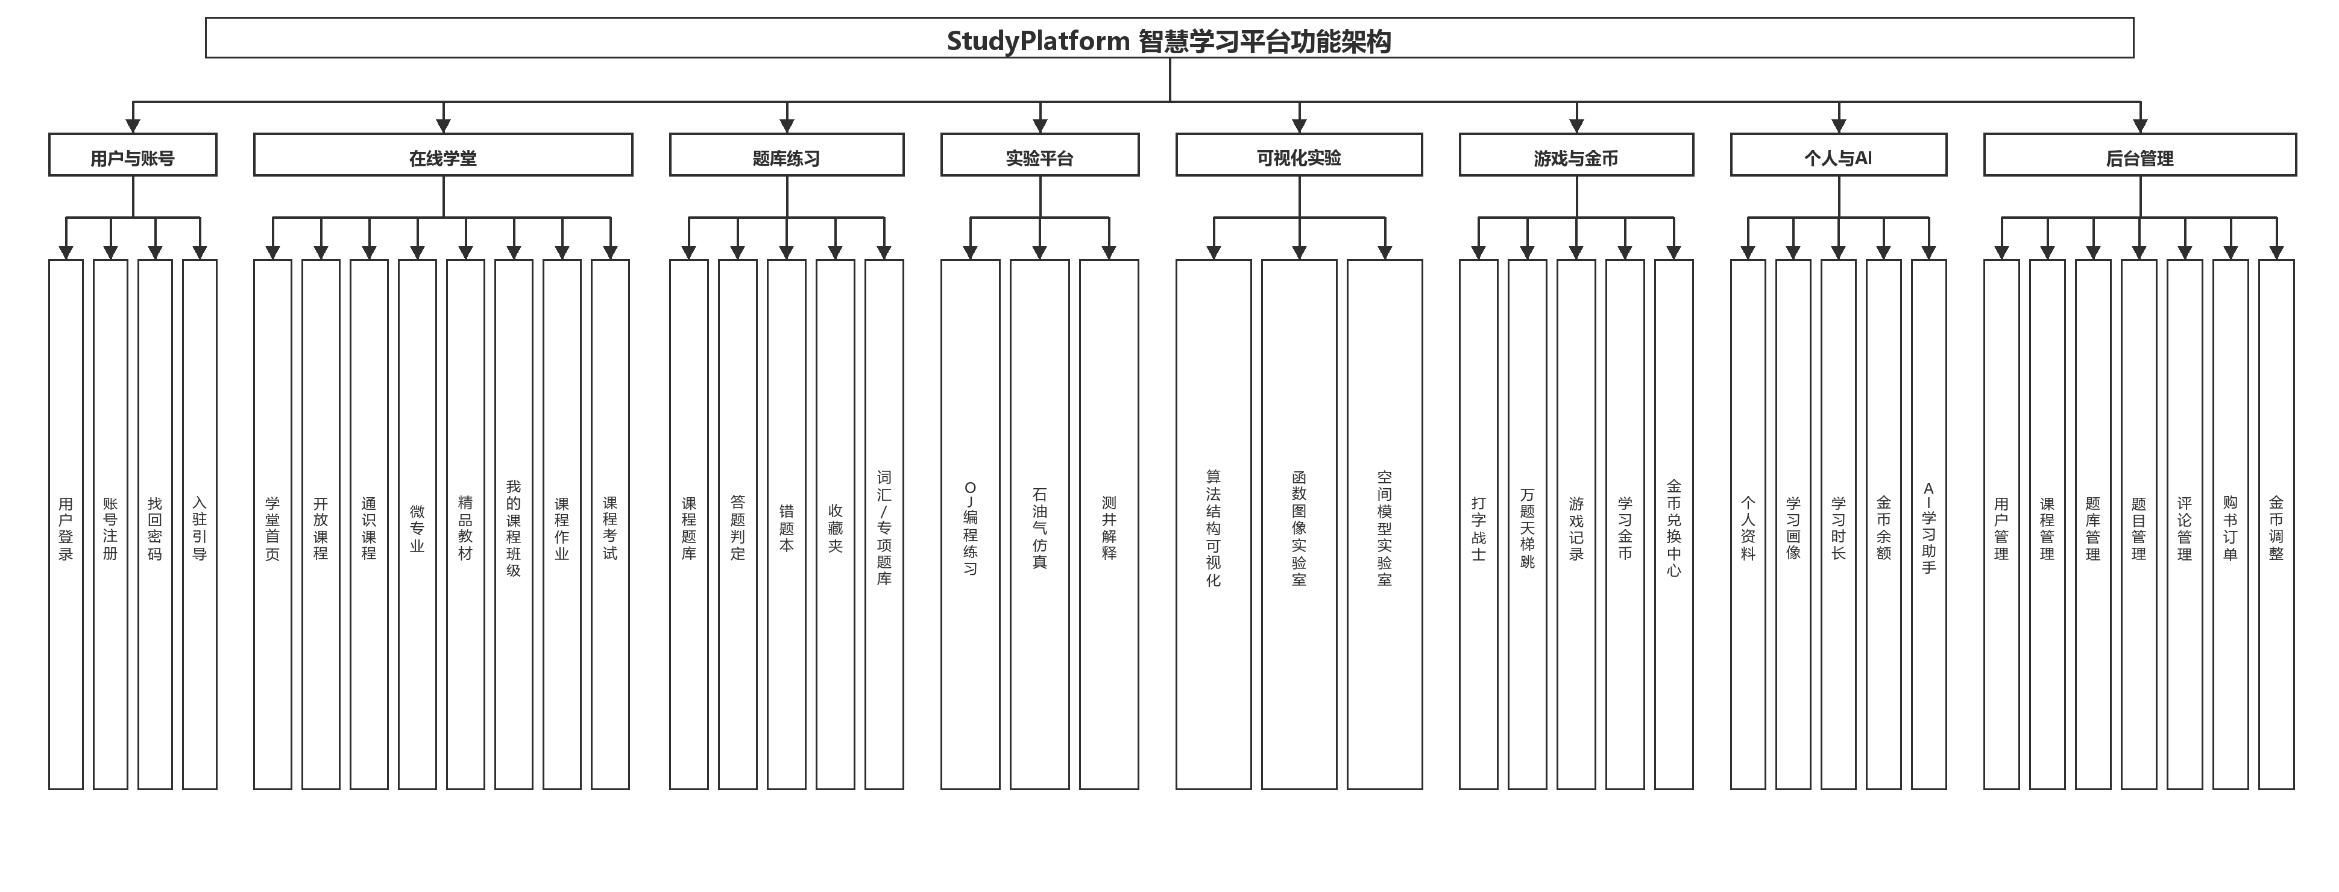 StudyPlatform 智慧学习平台功能架构
用户与账号
在线学堂
题库练习
实验平台
可视化实验
游戏与金币
个人与AI
后台管理
用户登录
账号注册
找回密码
入驻引导
学堂首页
开放课程
通识课程
微专业
精品教材
我的课程班级
课程作业
课程考试
课程题库
答题判定
错题本
收藏夹
词汇/专项题库
OJ编程练习
石油气仿真
测井解释
算法结构可视化
函数图像实验室
空间模型实验室
打字战士
万题天梯跳
游戏记录
学习金币
金币兑换中心
个人资料
学习画像
学习时长
金币余额
AI学习助手
用户管理
课程管理
题库管理
题目管理
评论管理
购书订单
金币调整